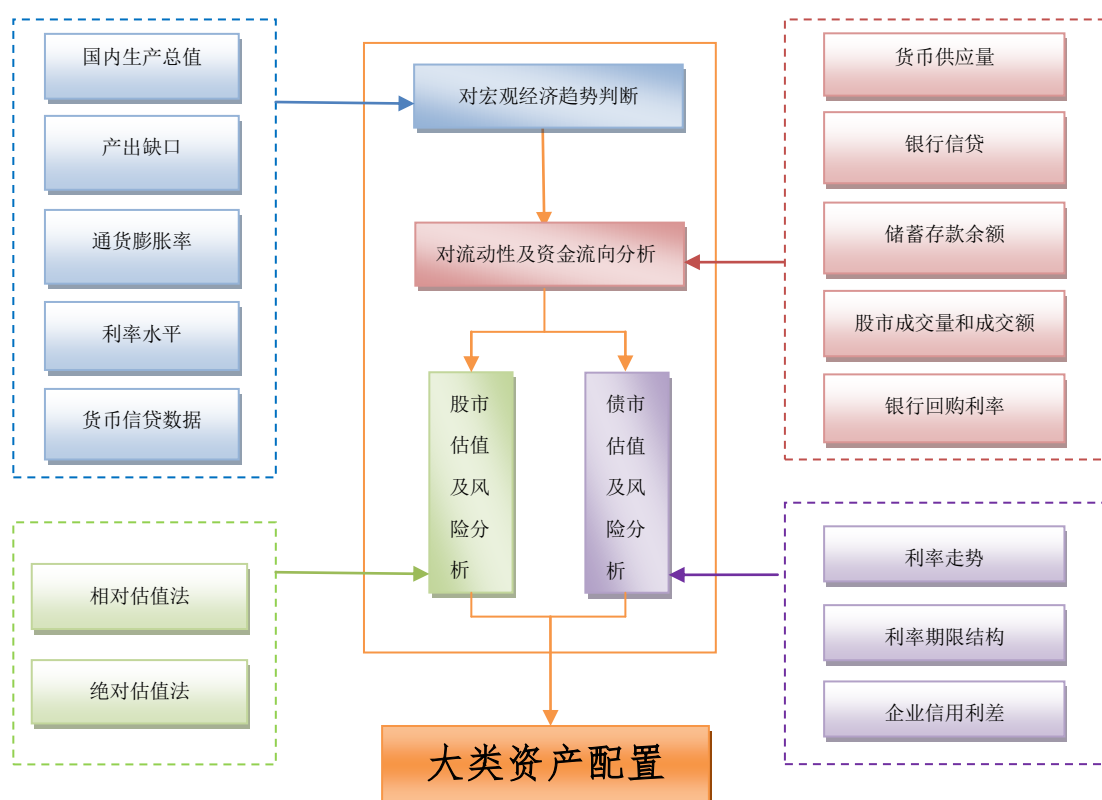 国内生产总值
产出缺口
通货膨胀率
利率水平
货币信贷数据
相对估值法
绝对估值法
对宏观经济趋势判断
对流动性及资金流向分析
股市
估值
及风
险分
析
债市
估值
及风
险分
析
大类资产配置
货币供应量
银行信贷
储蓄存款余额
股市成交量和成交额
银行回购利率
利率走势
利率期限结构
企业信用利差